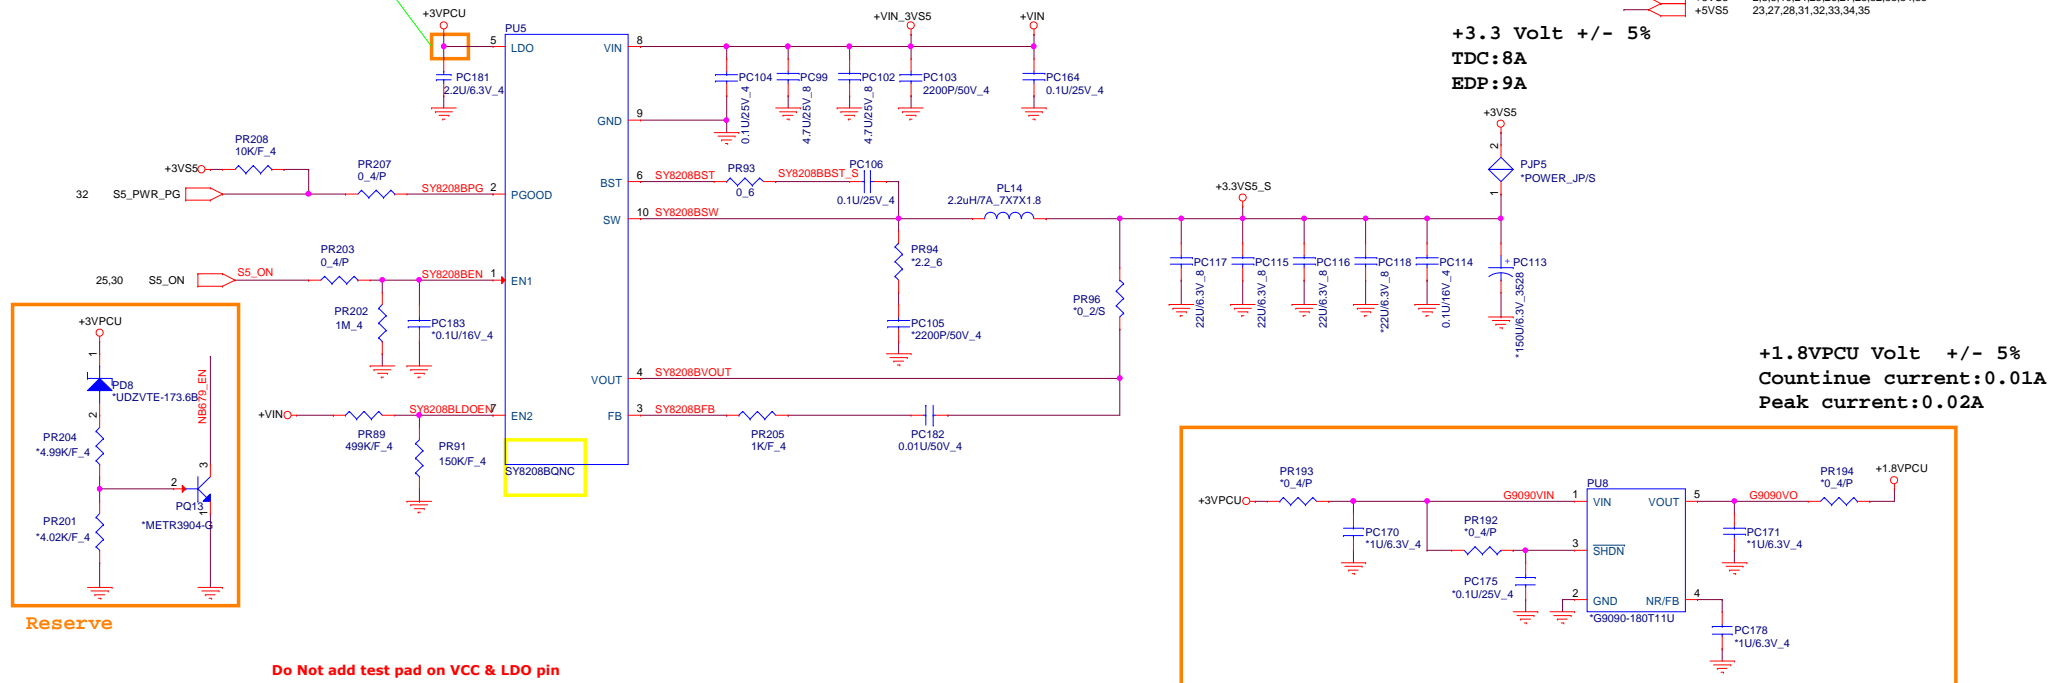 +5VS5 23,27,28,31,32,33,34,35
+3.3 Volt +/- 5%
TDC:8A
EDP:9A
+3VPCU
PU5
5
LDO
PC181
2.2U/6.3V_4
VIN
8
+VIN_3VS5
+VIN
PC104
0.1U/25V_4
PC99
4.7U/25V_8
PC102
4.7U/25V_8
PC103
2200P/50V_4
PC164
0.1U/25V_4
GND
9
PR208
10K/F_4
+3VS5
PR207
0_4/P
32 S5_PWR_PG
SY8208BPG
2
PGOOD
BST
6
SY8208BST
PR93
0_6
SY8208BBST_S
PC106
0.1U/25V_4
SW
10
SY8208BSW
PL14
2.2uH/7A_7X7X1.8
+3VS5
2
PJP5
*POWER_JP/S
1
+3.3VS5_S
PR94
*2.2_6
PC105
*2200P/50V_4
PR96
*0_2/S
PC117
22U/6.3V_8
PC115
22U/6.3V_8
PC116
22U/6.3V_8
PC118
*22U/6.3V_8
PC114
0.1U/16V_4
+ PC113
*150U/6.3V_3528
PR203
0_4/P
25,30 S5_ON
S5_ON
SY8208BEN
1
EN1
PR202
1M_4
PC183
*0.1U/16V_4
VOUT
4
SY8208BVOUT
FB
3
SY8208BFB
PR205
1K/F_4
PC182
0.01U/50V_4
+VIN
PR89
499K/F_4
SY8208BLDOEN
7
EN2
PR91
150K/F_4
SY8208BQNC
+3VPCU
1
PD8
*UDZVTE-173.6B
2
PR204
*4.99K/F_4
PR201
*4.02K/F_4
NB679_EN
3
2
PQ13
1
*METR3904-G
Reserve
Do Not add test pad on VCC & LDO pin
+1.8VPCU Volt +/- 5%
Countinue current:0.01A
Peak current:0.02A
+3VPCU
PR193
*0_4/P
PC170
*1U/6.3V_4
PR192
*0_4/P
PC175
*0.1U/25V_4
G9090VIN
PU8
1
VIN
3
SHDN
2
GND
VOUT
5
NR/FB
4
*G9090-180T11U
G9090VO
PR194
*0_4/P
+1.8VPCU
PC171
*1U/6.3V_4
PC178
*1U/6.3V_4